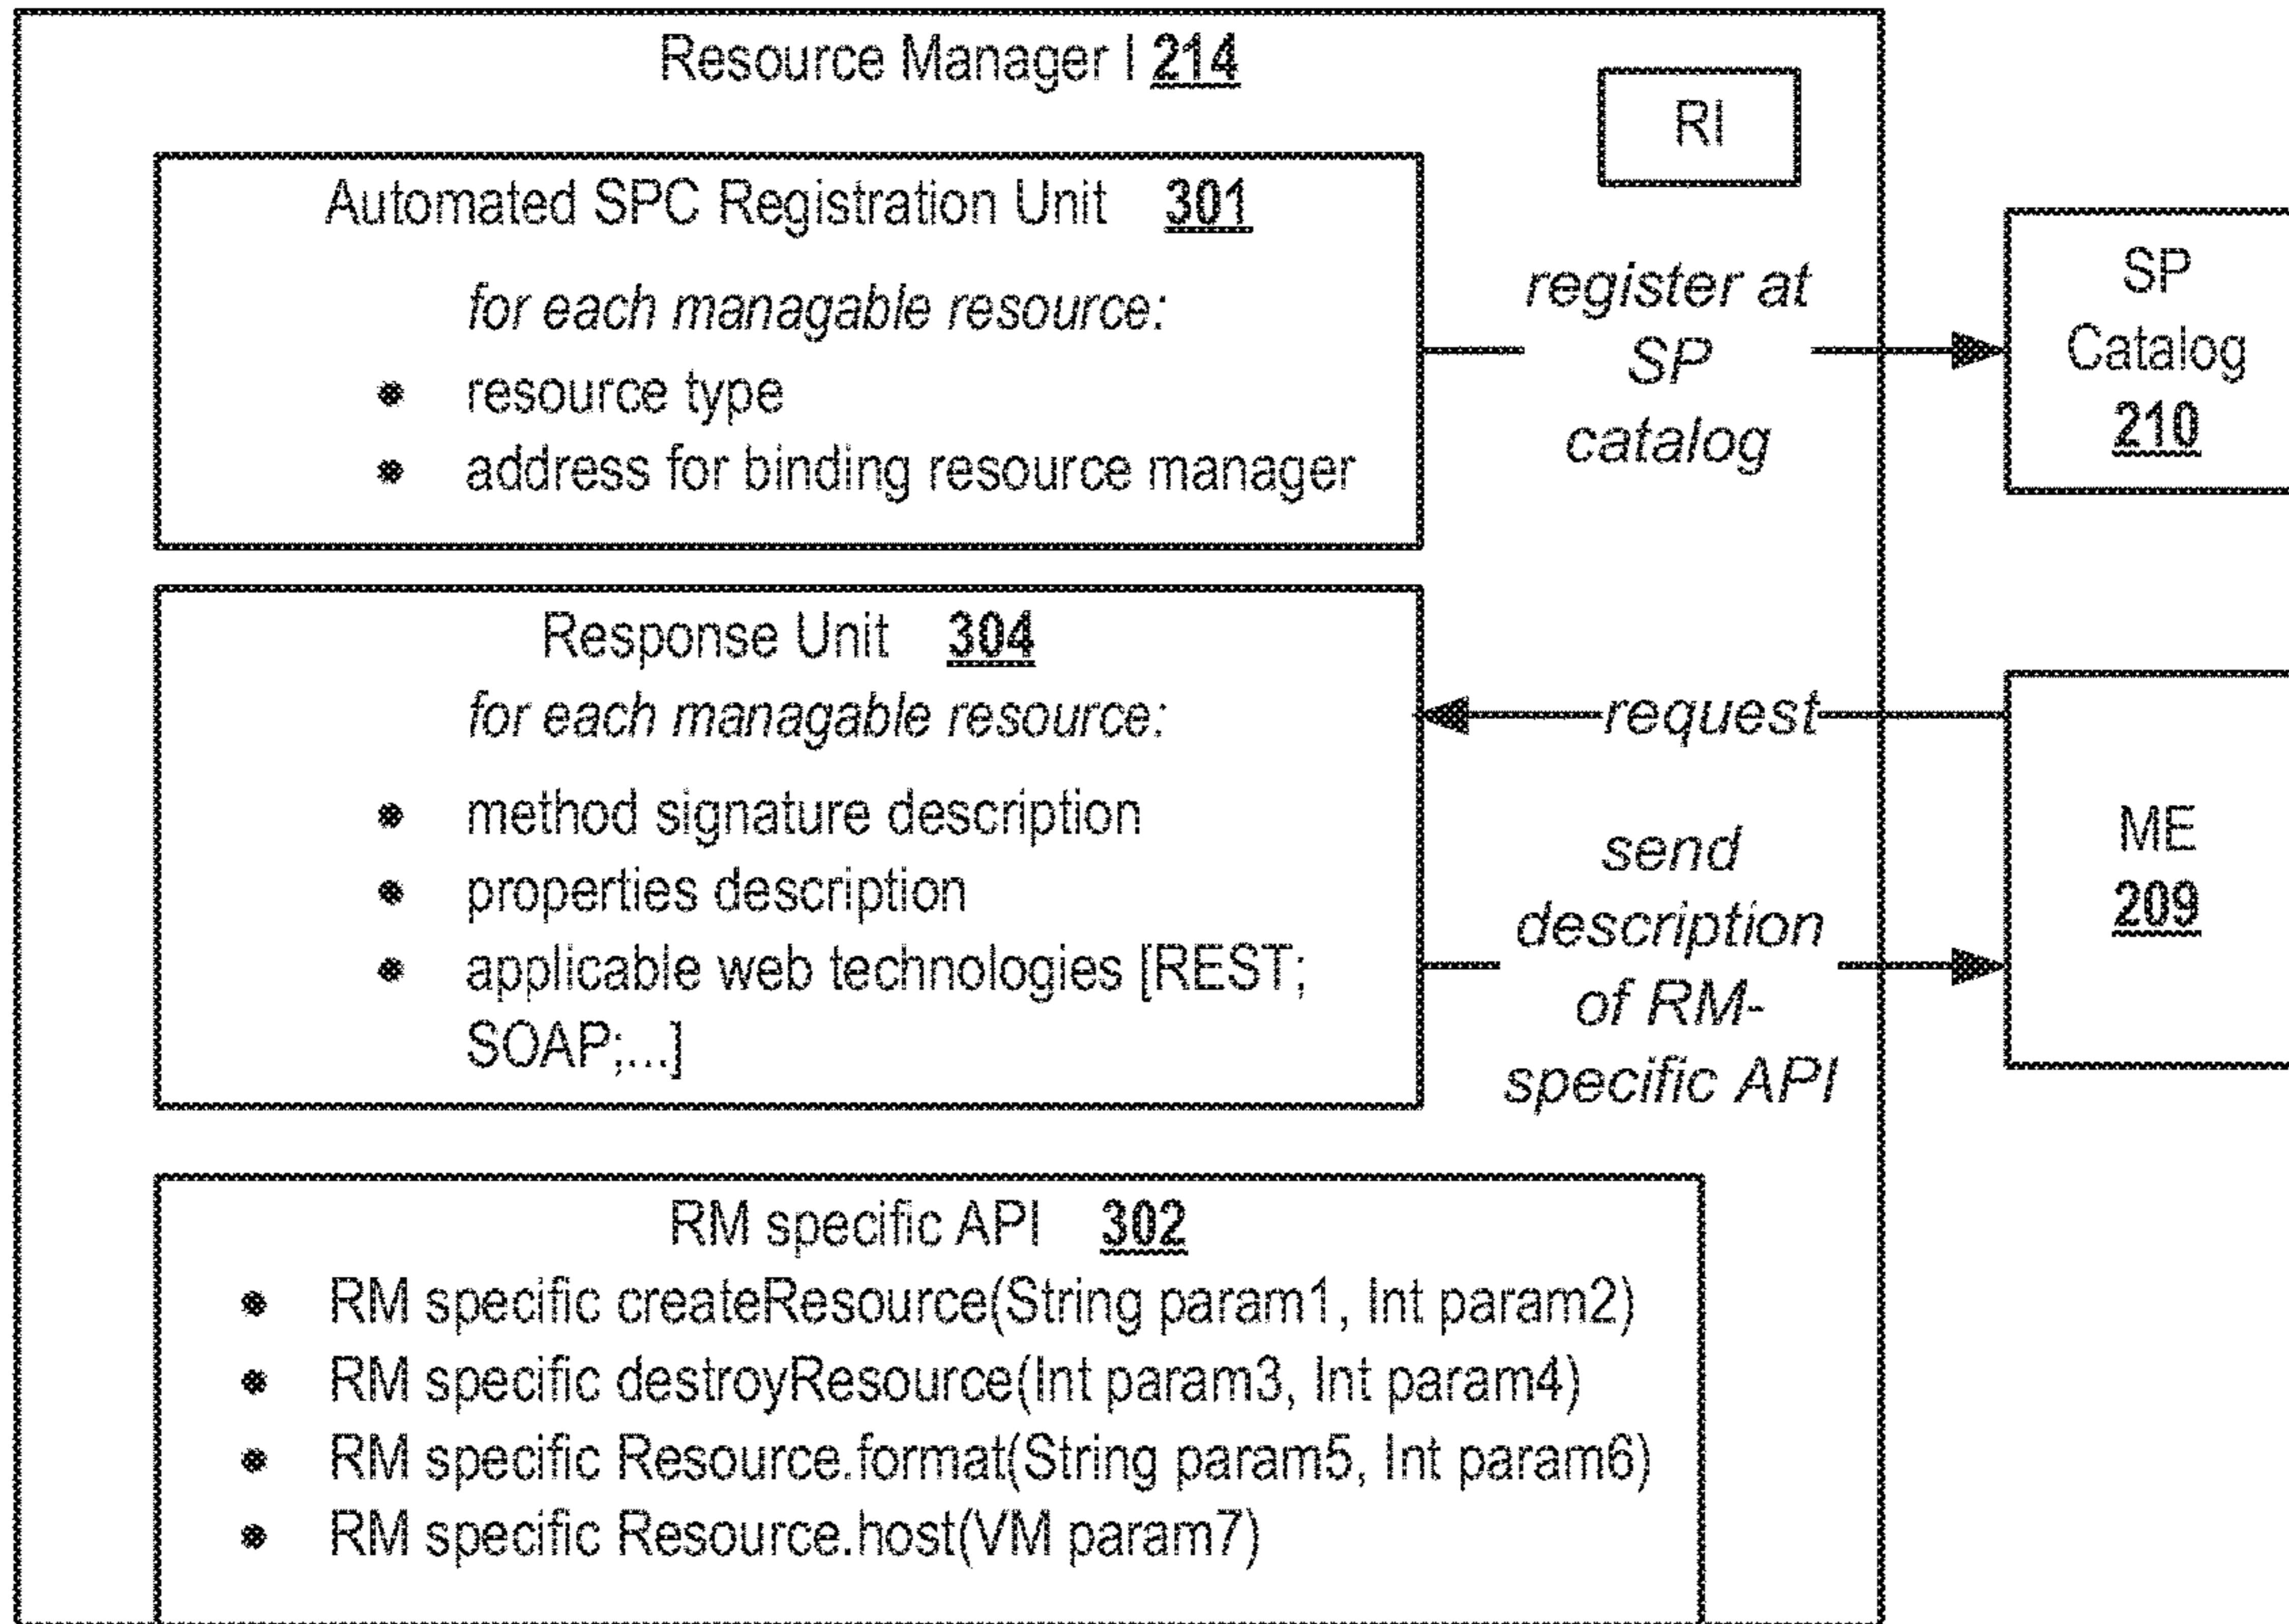 Resource Manager I 214
RI
Automated SPC Registration Unit 301
for each managable resource:
resource type
address for binding resource manager
register at
SP
catalog
SP
Catalog
210
Response Unit 304
for each managable resource:
method signature description
properties description
applicable web technologies [REST;
SOAP;...]
request
send
description
of RM-
specific API
ME
209
RM specific API 302
RM specific createResource(String param1, Int param2)
RM specific destroyResource(Int param3, Int param4)
RM specific Resource.format(String param5, Int param6)
RM specific Resource.host(VM param7)